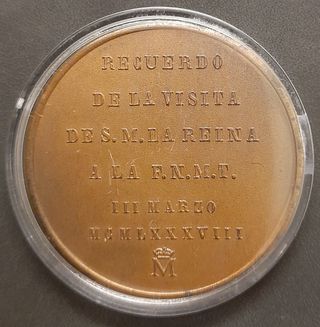 RECUERDO
DE LA VISITA
DE S.M. LA REINA
A LA F.N.M.T.
III MARZO
MCMLXXXVIII
M